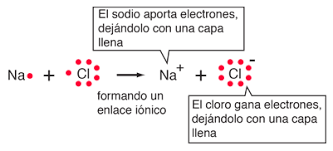 El sodio aporta electrones,
dejándolo con una capa
llena
Na + Cl → Na+ + Cl-
formando un
enlace iónico
El cloro gana electrones,
dejándolo con una capa
llena